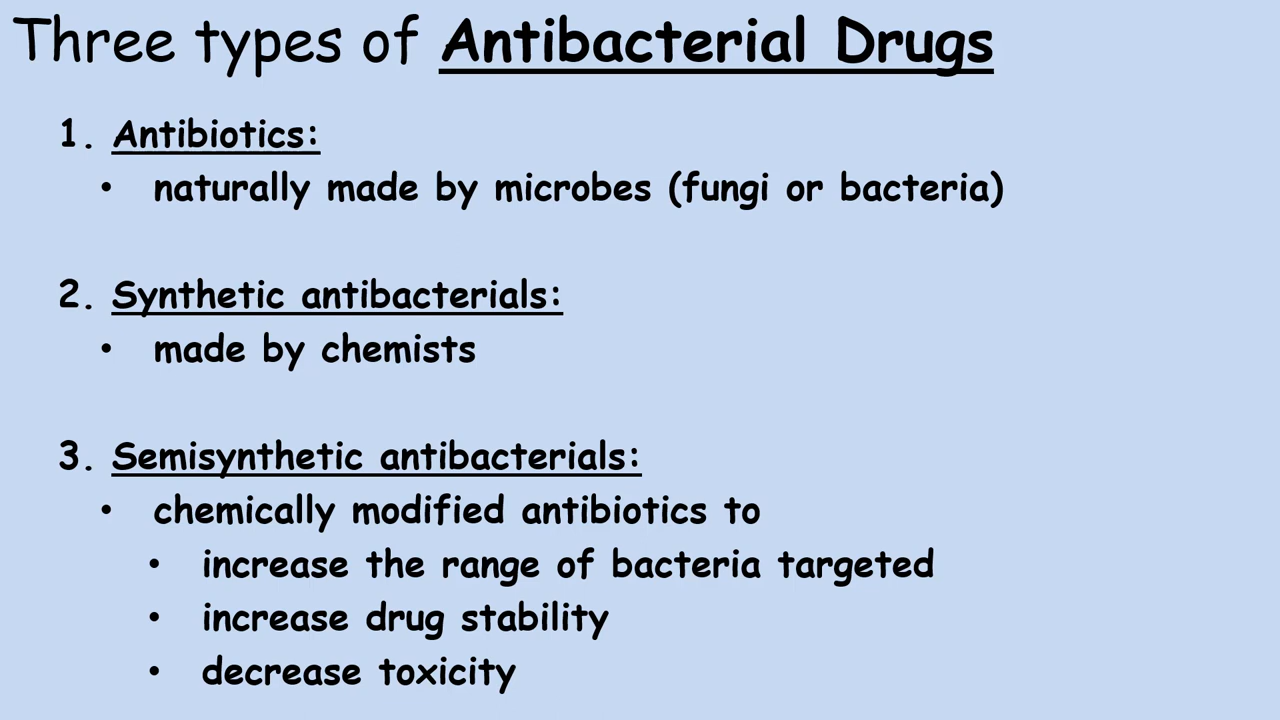 Three types of Antibacterial Drugs
1. Antibiotics:
• naturally made by microbes (fungi or bacteria)
2. Synthetic antibacterials:
• made by chemists
3. Semisynthetic antibacterials:
• chemically modified antibiotics to
• increase the range of bacteria targeted
• increase drug stability
• decrease toxicity